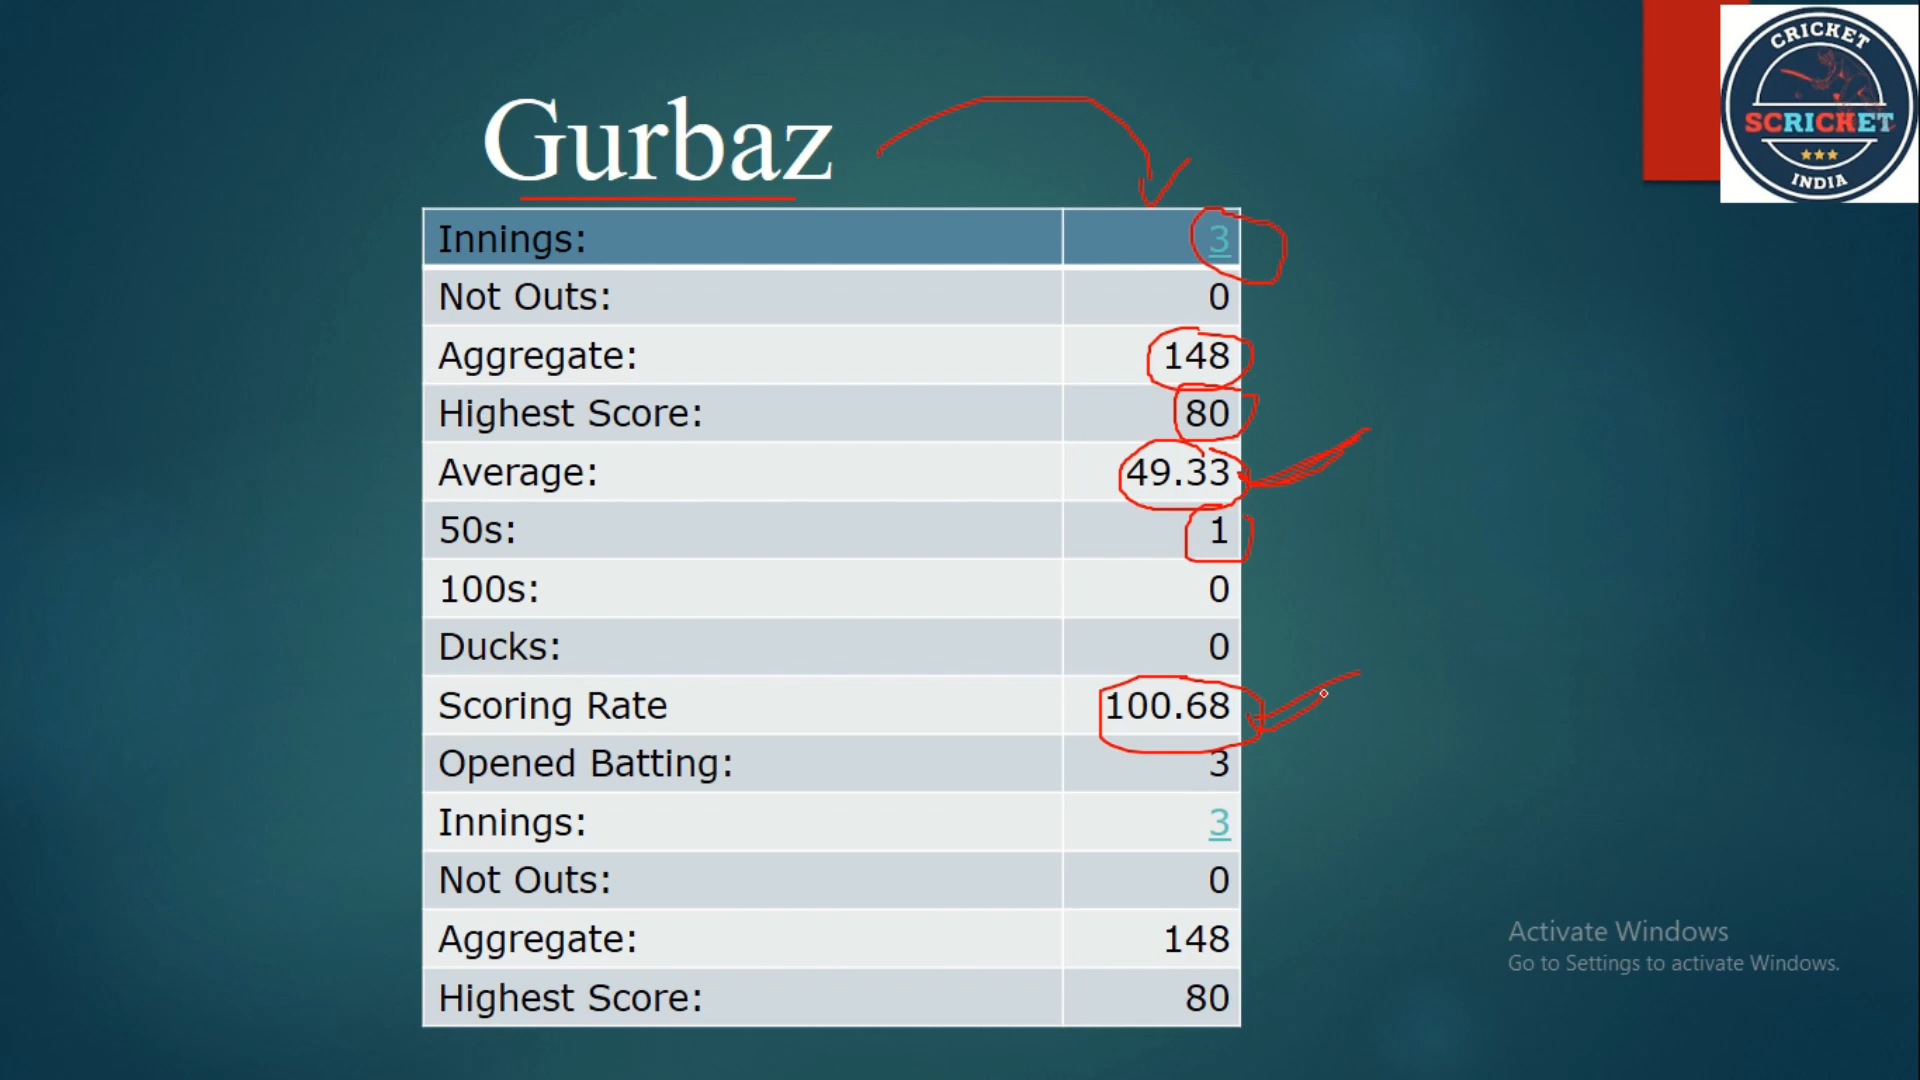 CRICKET
SCRICKET
INDIA
Gurbaz
Innings: 3
Not Outs: 0
Aggregate: 148
Highest Score: 80
Average: 49.33
50s: 1
100s: 0
Ducks: 0
Scoring Rate 100.68
Opened Batting: 3
Innings: 3
Not Outs: 0
Aggregate: 148
Highest Score: 80
Activate Windows
Go to Settings to activate Windows.